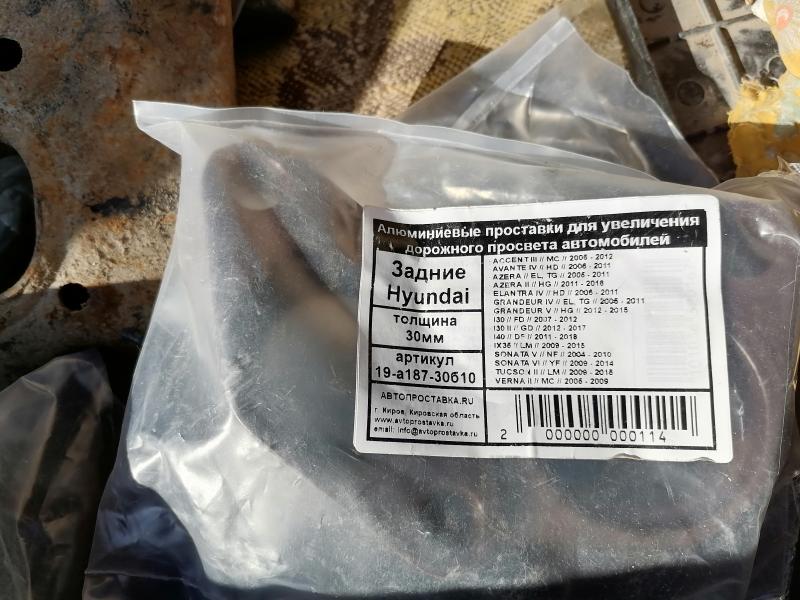 Алюминиевые проставки для увеличения
дорожного просвета автомобилей
Задние
Hyundai
толщина
30мм
артикул
19-a187-30б10
АВТОПРОСТАВКА.RU
г. Киров, Кировская область
www.avtoprostavka.ru
email: info@avtoprostavka.ru
ACCENT III // MC // 2006 - 2012
AVANTE IV // HD // 2006 - 2011
AZERA // EL, TG // 2005 - 2011
AZERA II // HG // 2011 - 2016
ELANTRA IV // HD // 2006 - 2011
GRANDEUR IV // EL, TG // 2005 - 2011
GRANDEUR V // HG // 2012 - 2015
I30 // FD // 2007 - 2012
I30 II // GD // 2012 - 2017
I40 // DF // 2011 - 2018
IX35 // LM // 2009 - 2015
SONATA V // NF // 2004 - 2010
SONATA VI // YF // 2009 - 2014
TUCSON II // LM // 2009 - 2015
VERNA II // MC // 2005 - 2009
2 000000 000114